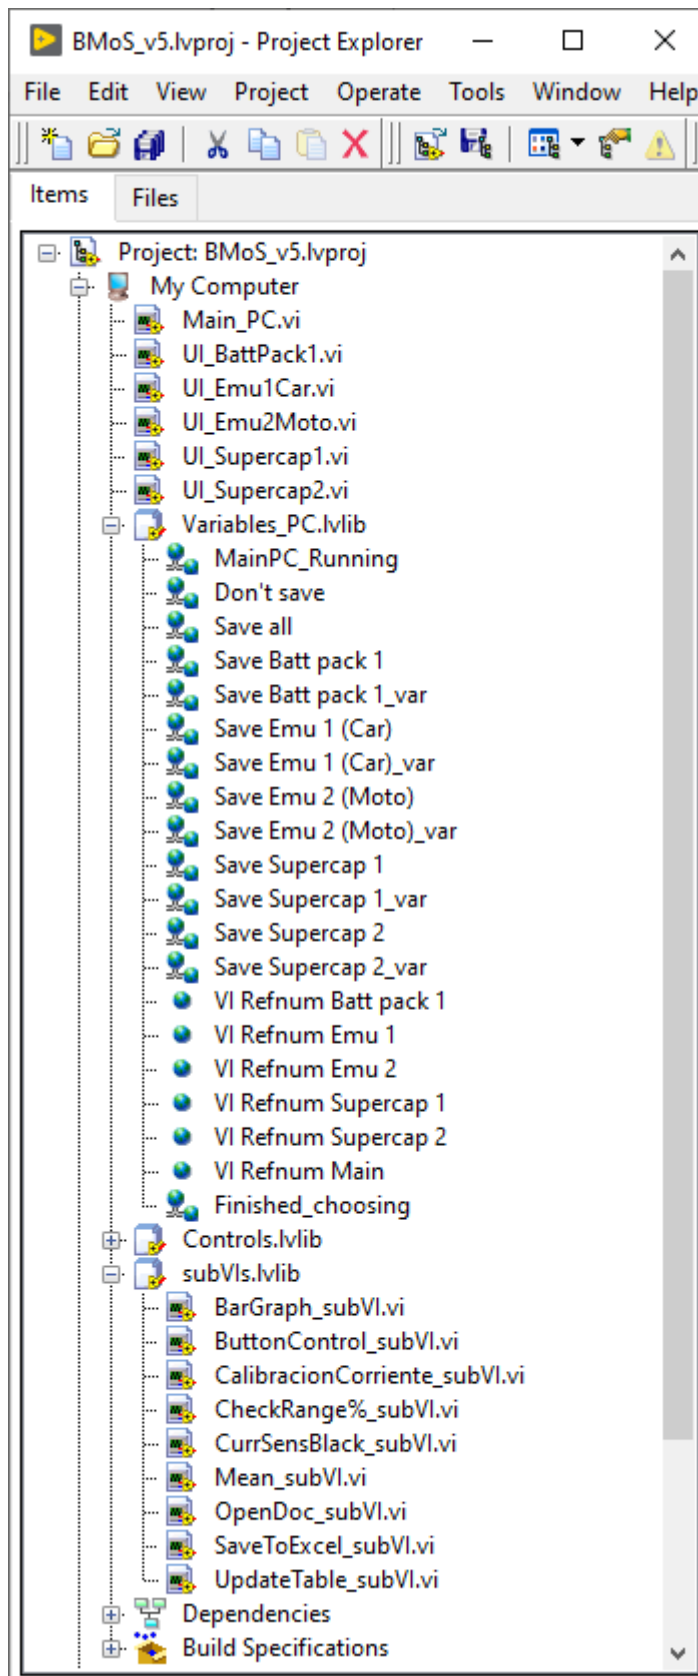 BMoS_v5.lvproj - Project Explorer
File Edit View Project Operate Tools Window Help
Items Files
Project: BMoS_v5.lvproj
My Computer
Main_PC.vi
UI_BattPack1.vi
UI_Emu1Car.vi
UI_Emu2Moto.vi
UI_Supercap1.vi
UI_Supercap2.vi
Variables_PC.lvlib
MainPC_Running
Don't save
Save all
Save Batt pack 1
Save Batt pack 1_var
Save Emu 1 (Car)
Save Emu 1 (Car)_var
Save Emu 2 (Moto)
Save Emu 2 (Moto)_var
Save Supercap 1
Save Supercap 1_var
Save Supercap 2
Save Supercap 2_var
VI Refnum Batt pack 1
VI Refnum Emu 1
VI Refnum Emu 2
VI Refnum Supercap 1
VI Refnum Supercap 2
VI Refnum Main
Finished_choosing
Controls.lvlib
subVIs.lvlib
BarGraph_subVI.vi
ButtonControl_subVI.vi
CalibracionCorriente_subVI.vi
CheckRange%_subVI.vi
CurrSensBlack_subVI.vi
Mean_subVI.vi
OpenDoc_subVI.vi
SaveToExcel_subVI.vi
UpdateTable_subVI.vi
Dependencies
Build Specifications